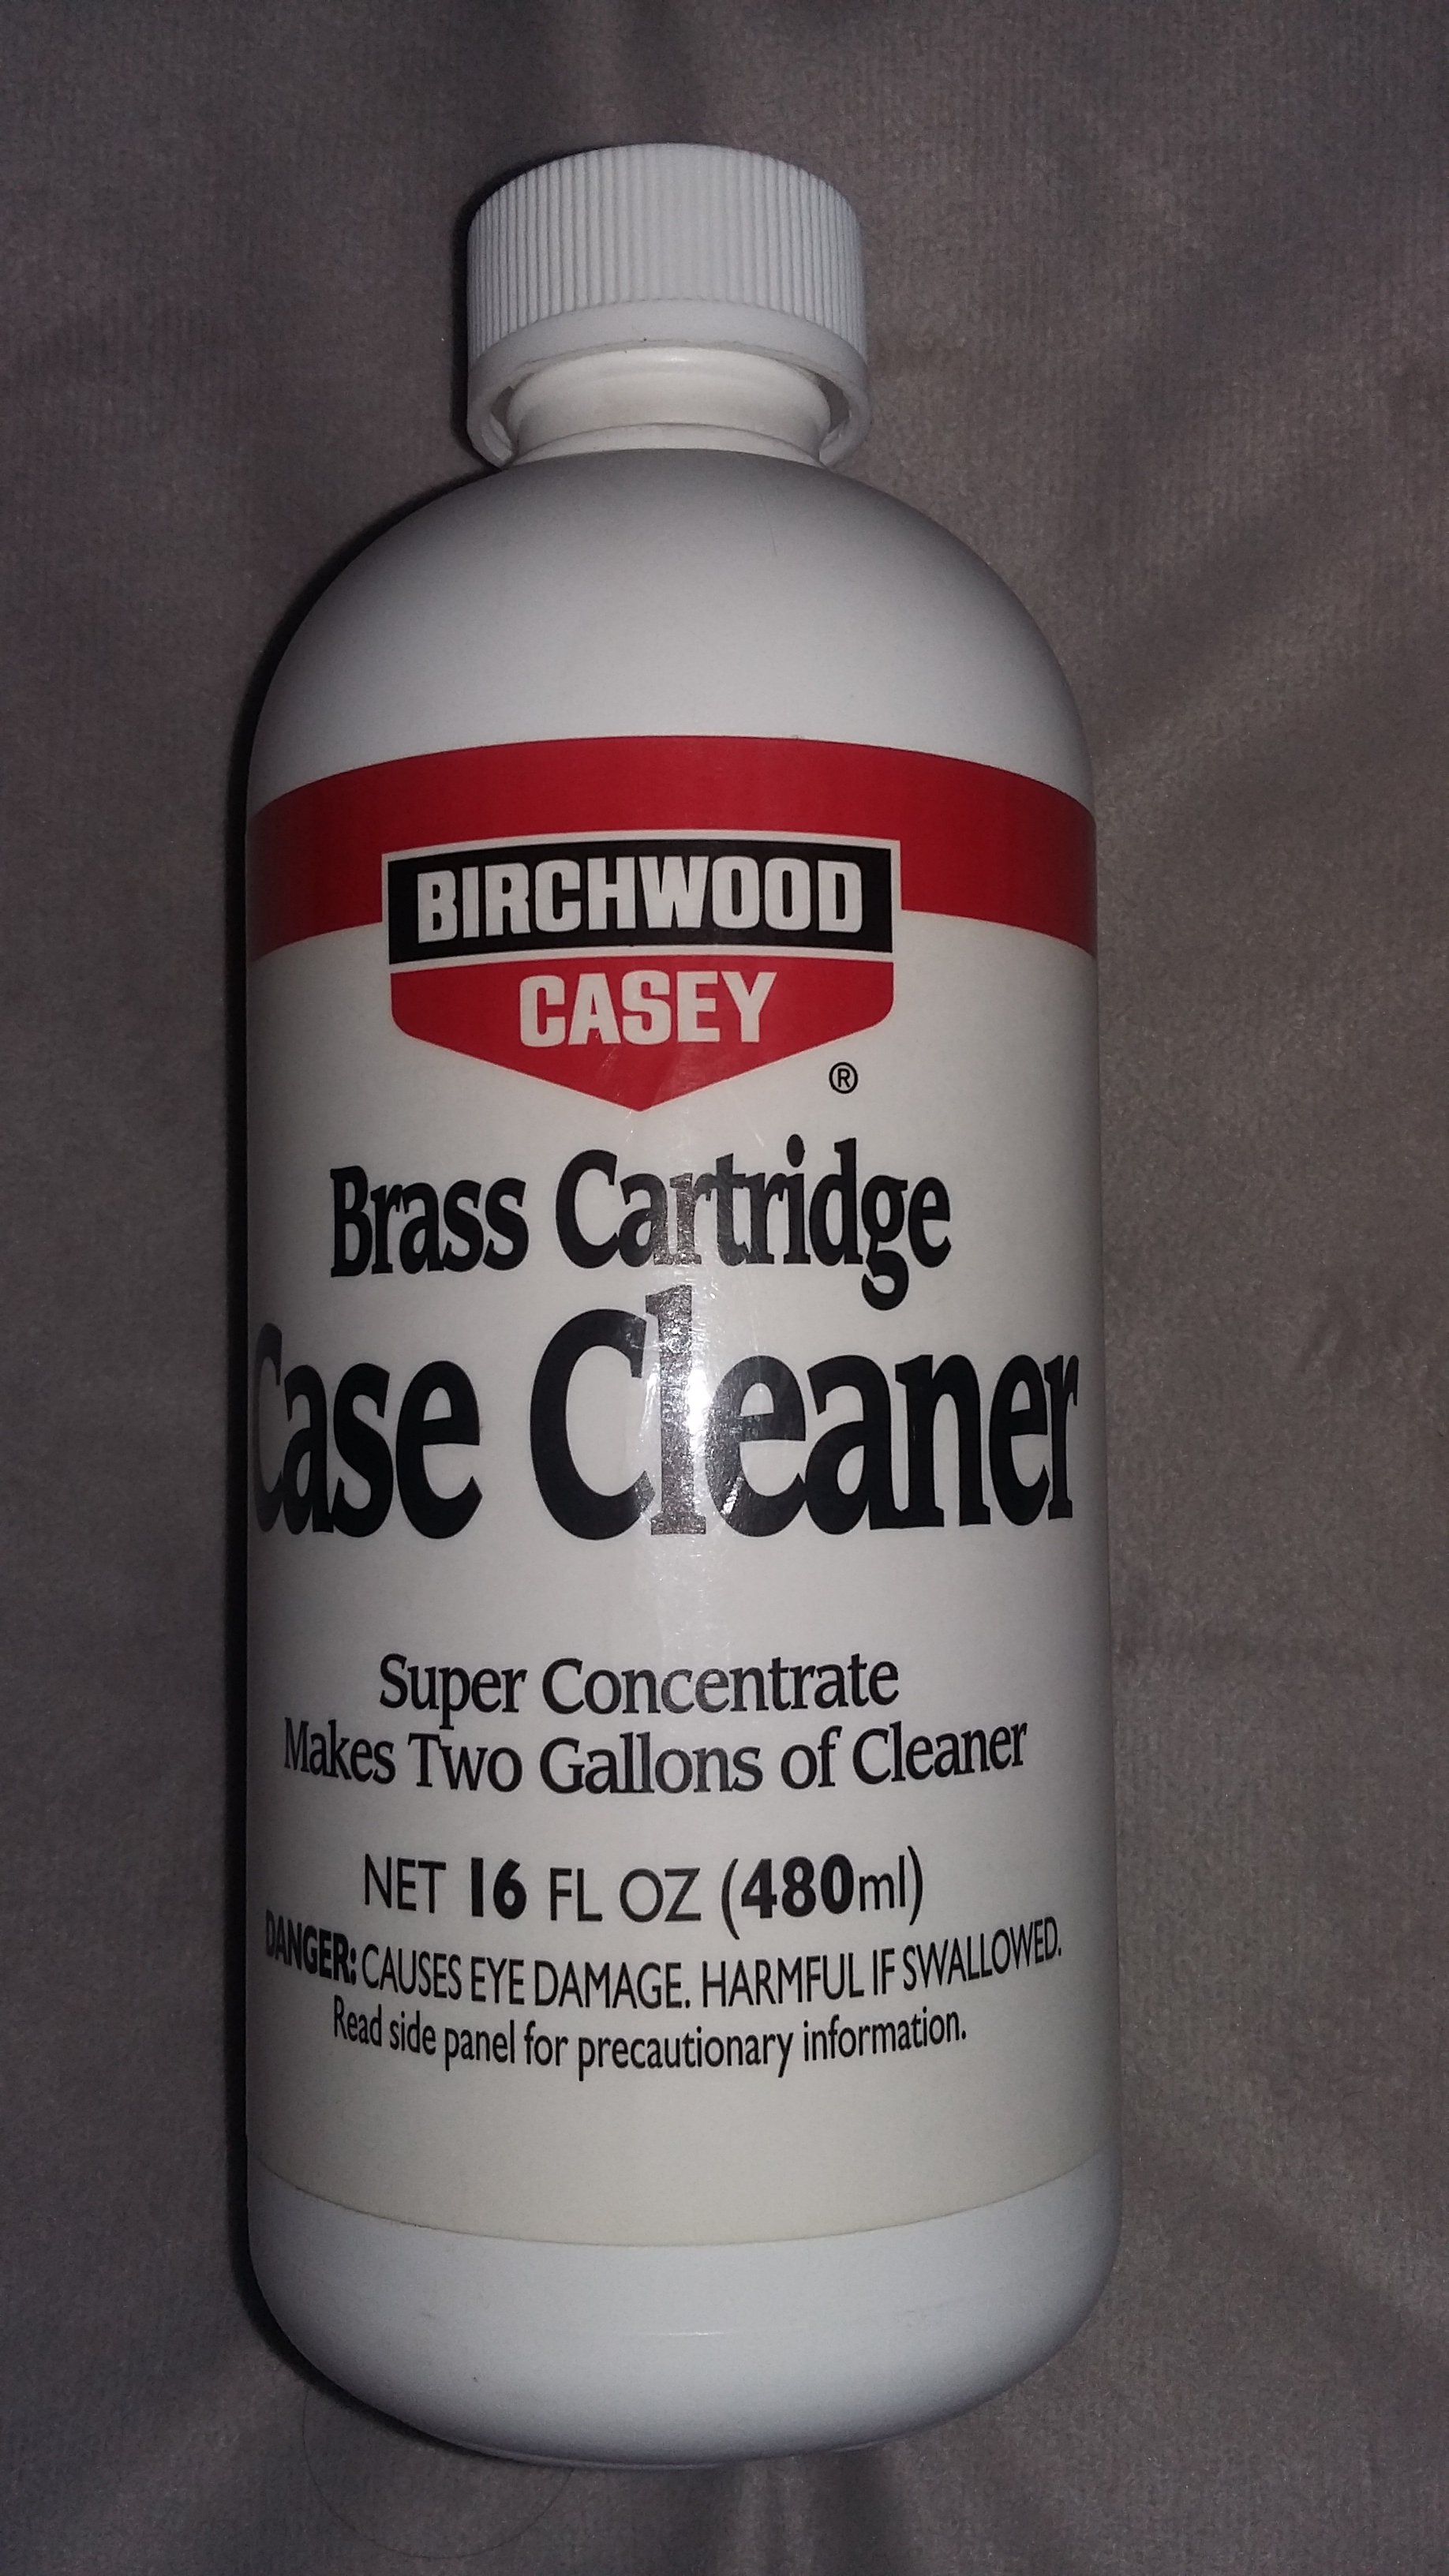 BIRCHWOOD
CASEY
®
Brass Cartridge
Case Cleaner
Super Concentrate
Makes Two Gallons of Cleaner
NET 16 FL OZ (480ml)
DANGER: CAUSES EYE DAMAGE. HARMFUL IF SWALLOWED.
Read side panel for precautionary information.